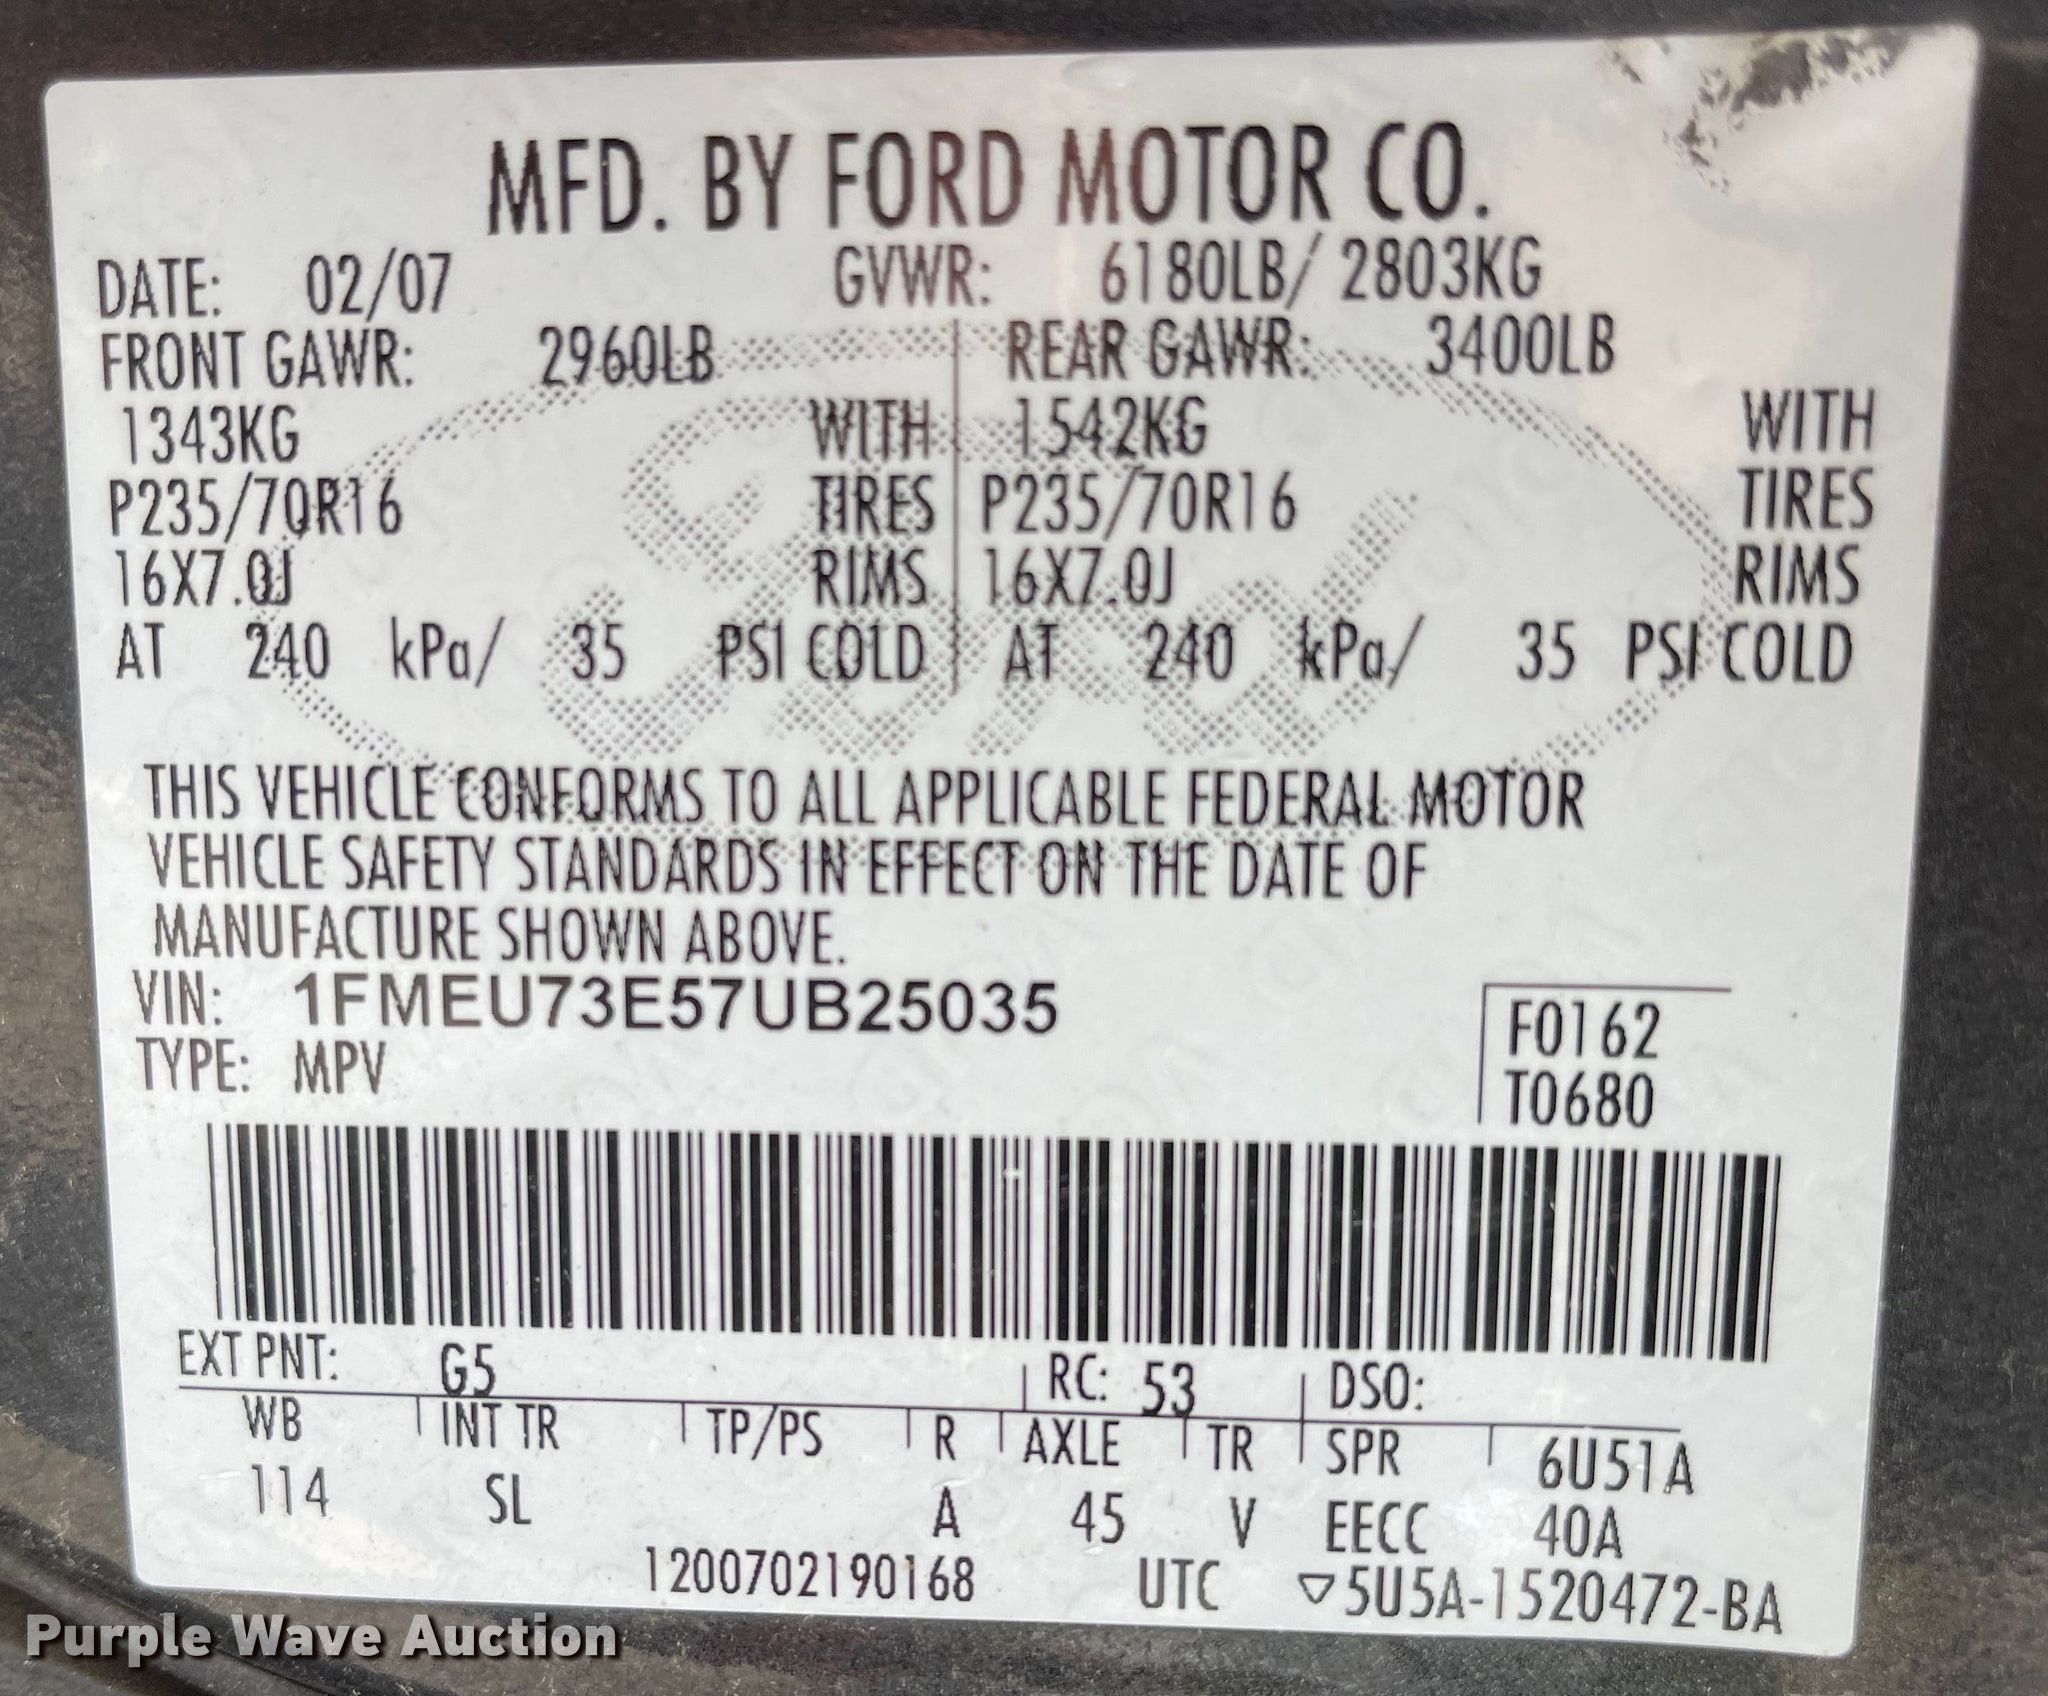 MFD. BY FORD MOTOR CO.
DATE: 02/07 GVWR: 6180LB/ 2803KG
FRONT GAWR: 2960LB REAR GAWR: 3400LB
1343KG WITH 1542KG WITH
P235/70R16 TIRES P235/70R16 TIRES
16X7.0J RIMS 16X7.0J RIMS
AT 240 kPa/ 35 PSI COLD AT 240 kPa/ 35 PSI COLD
Ford
THIS VEHICLE CONFORMS TO ALL APPLICABLE FEDERAL MOTOR
VEHICLE SAFETY STANDARDS IN EFFECT ON THE DATE OF
MANUFACTURE SHOWN ABOVE.
VIN: 1FMEU73E57UB25035
TYPE: MPV
F0162
T0680
EXT PNT: G5 RC: 53 DSO:
WB INT TR TP/PS R AXLE TR SPR 6U51A
114 SL A 45 V EECC 40A
1200702190168 UTC ▽5U5A-1520472-BA
Purple Wave Auction